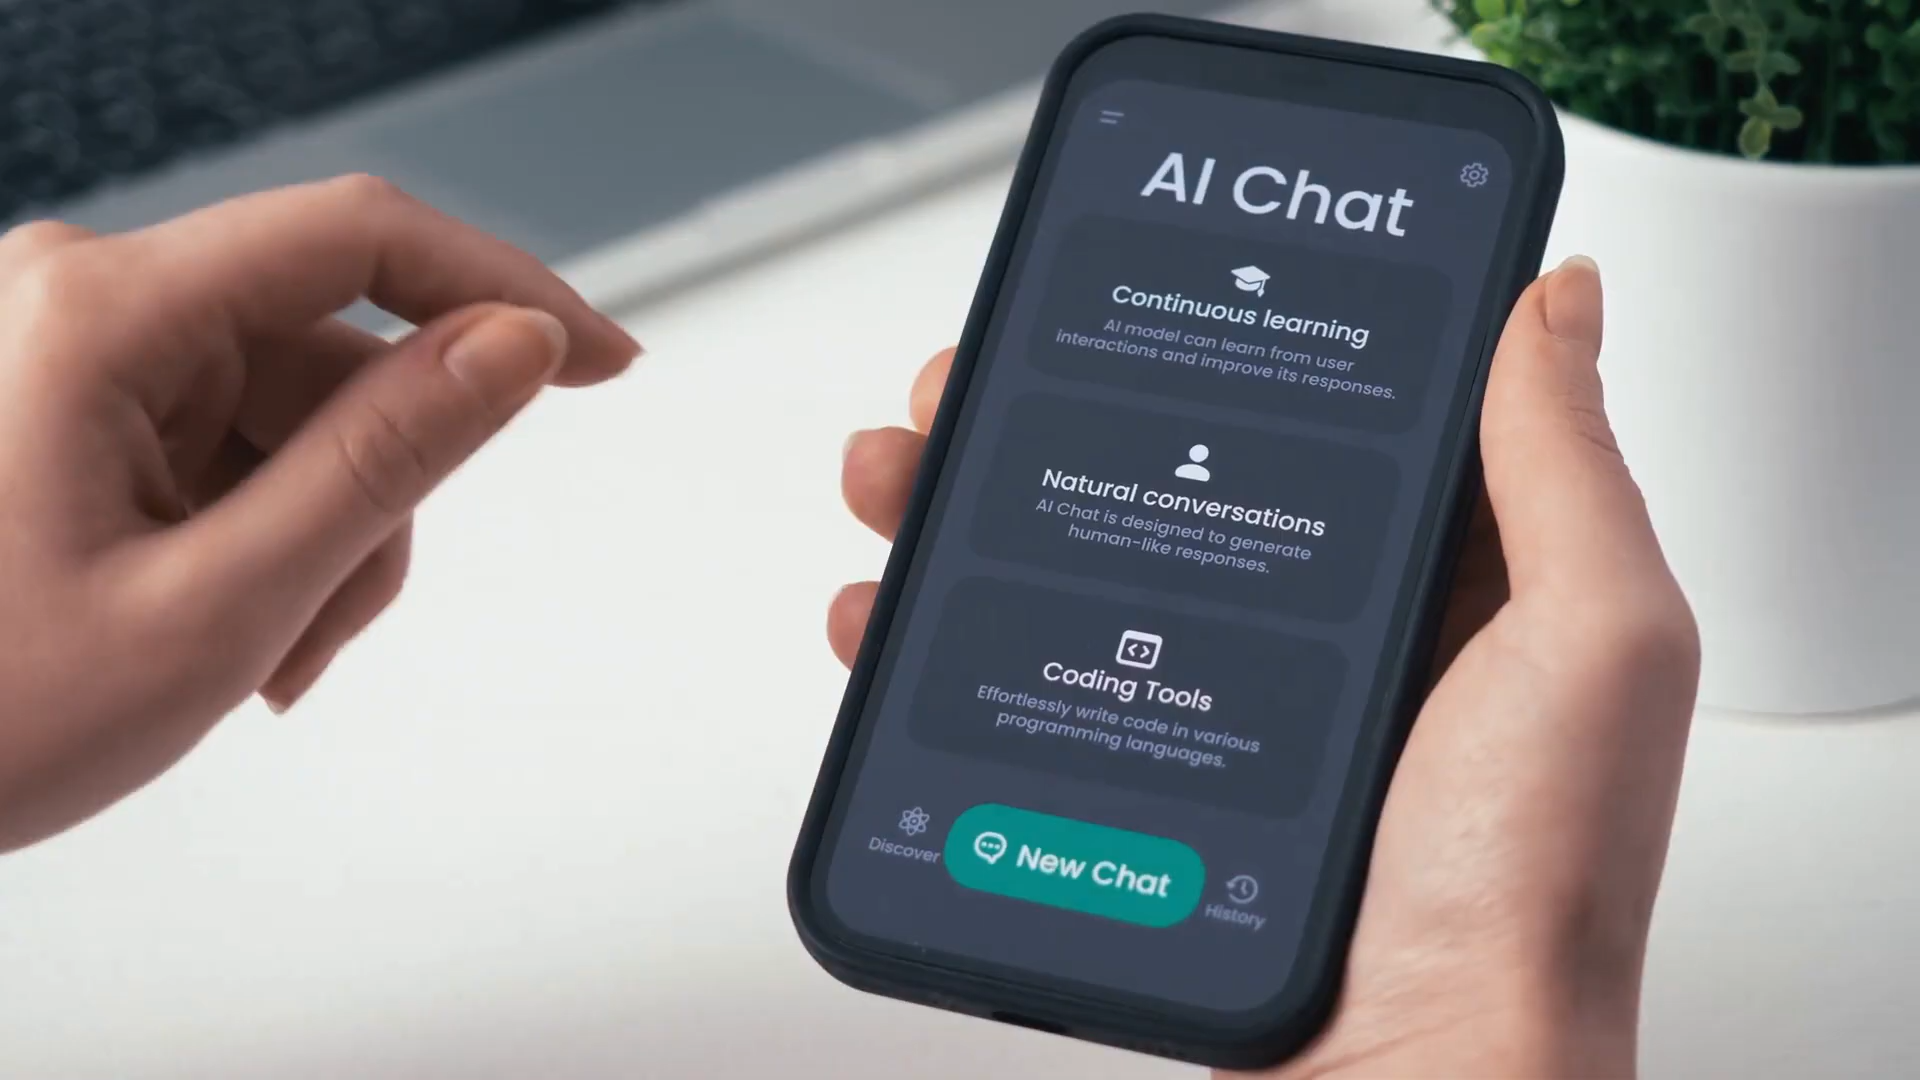 AI Chat
Continuous learning
AI model can learn from user
interactions and improve its responses.
Natural conversations
AI Chat is designed to generate
human-like responses.
Coding Tools
Effortlessly write code in various
programming languages.
Discover
New Chat
History